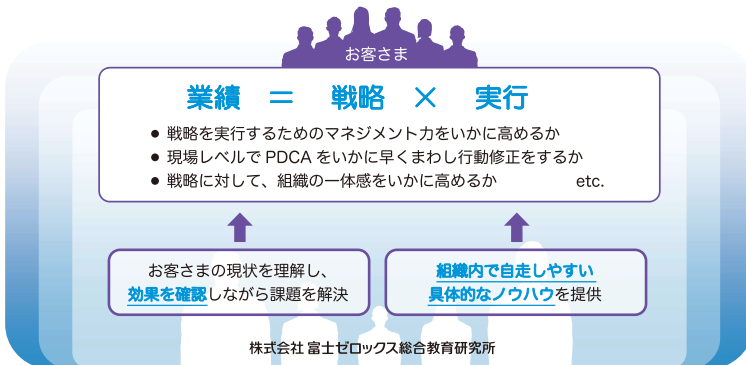 お客さま
業績 ＝ 戦略 × 実行
● 戦略を実行するためのマネジメント力をいかに高めるか
● 現場レベルで PDCA をいかに早くまわし行動修正をするか
● 戦略に対して、組織の一体感をいかに高めるか etc.
お客さまの現状を理解し、
効果を確認しながら課題を解決
組織内で自走しやすい
具体的なノウハウを提供
株式会社 富士ゼロックス総合教育研究所